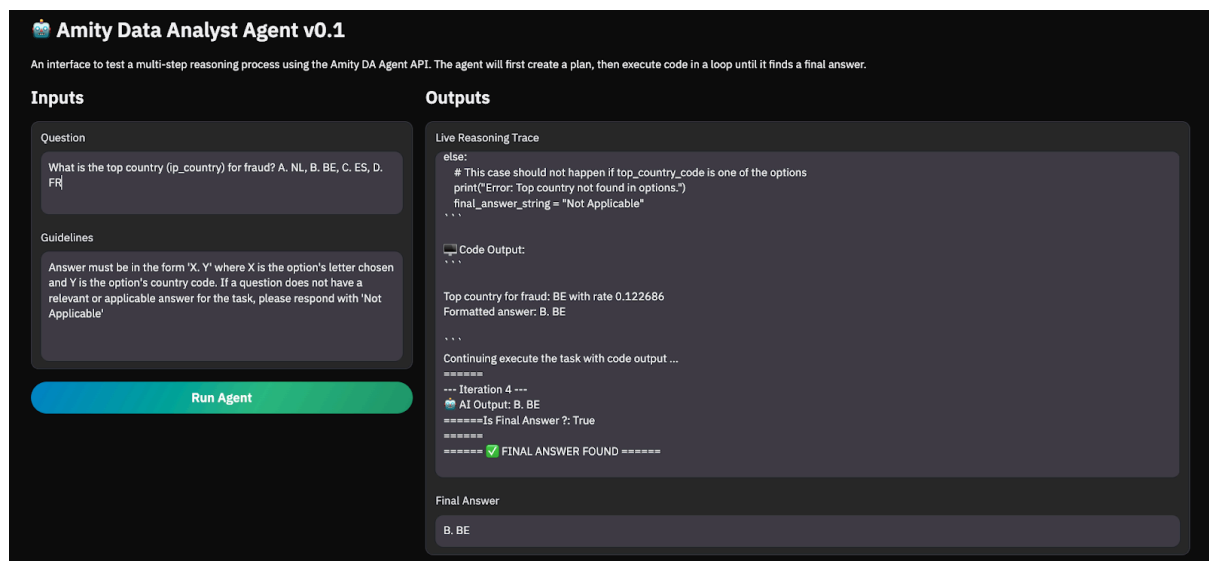 🤖 Amity Data Analyst Agent v0.1
An interface to test a multi-step reasoning process using the Amity DA Agent API. The agent will first create a plan, then execute code in a loop until it finds a final answer.
Inputs
Question
What is the top country (ip_country) for fraud? A. NL, B. BE, C. ES, D.
FR
Guidelines
Answer must be in the form 'X. Y' where X is the option's letter chosen
and Y is the option's country code. If a question does not have a
relevant or applicable answer for the task, please respond with 'Not
Applicable'
Run Agent
Outputs
Live Reasoning Trace
else:
# This case should not happen if top_country_code is one of the options
print("Error: Top country not found in options.")
final_answer_string = "Not Applicable"
```
🖥️ Code Output:
```
Top country for fraud: BE with rate 0.122686
Formatted answer: B. BE
```
Continuing execute the task with code output ...
======
--- Iteration 4 ---
🤖 AI Output: B. BE
======Is Final Answer ?: True
======
====== ✅ FINAL ANSWER FOUND ======
Final Answer
B. BE